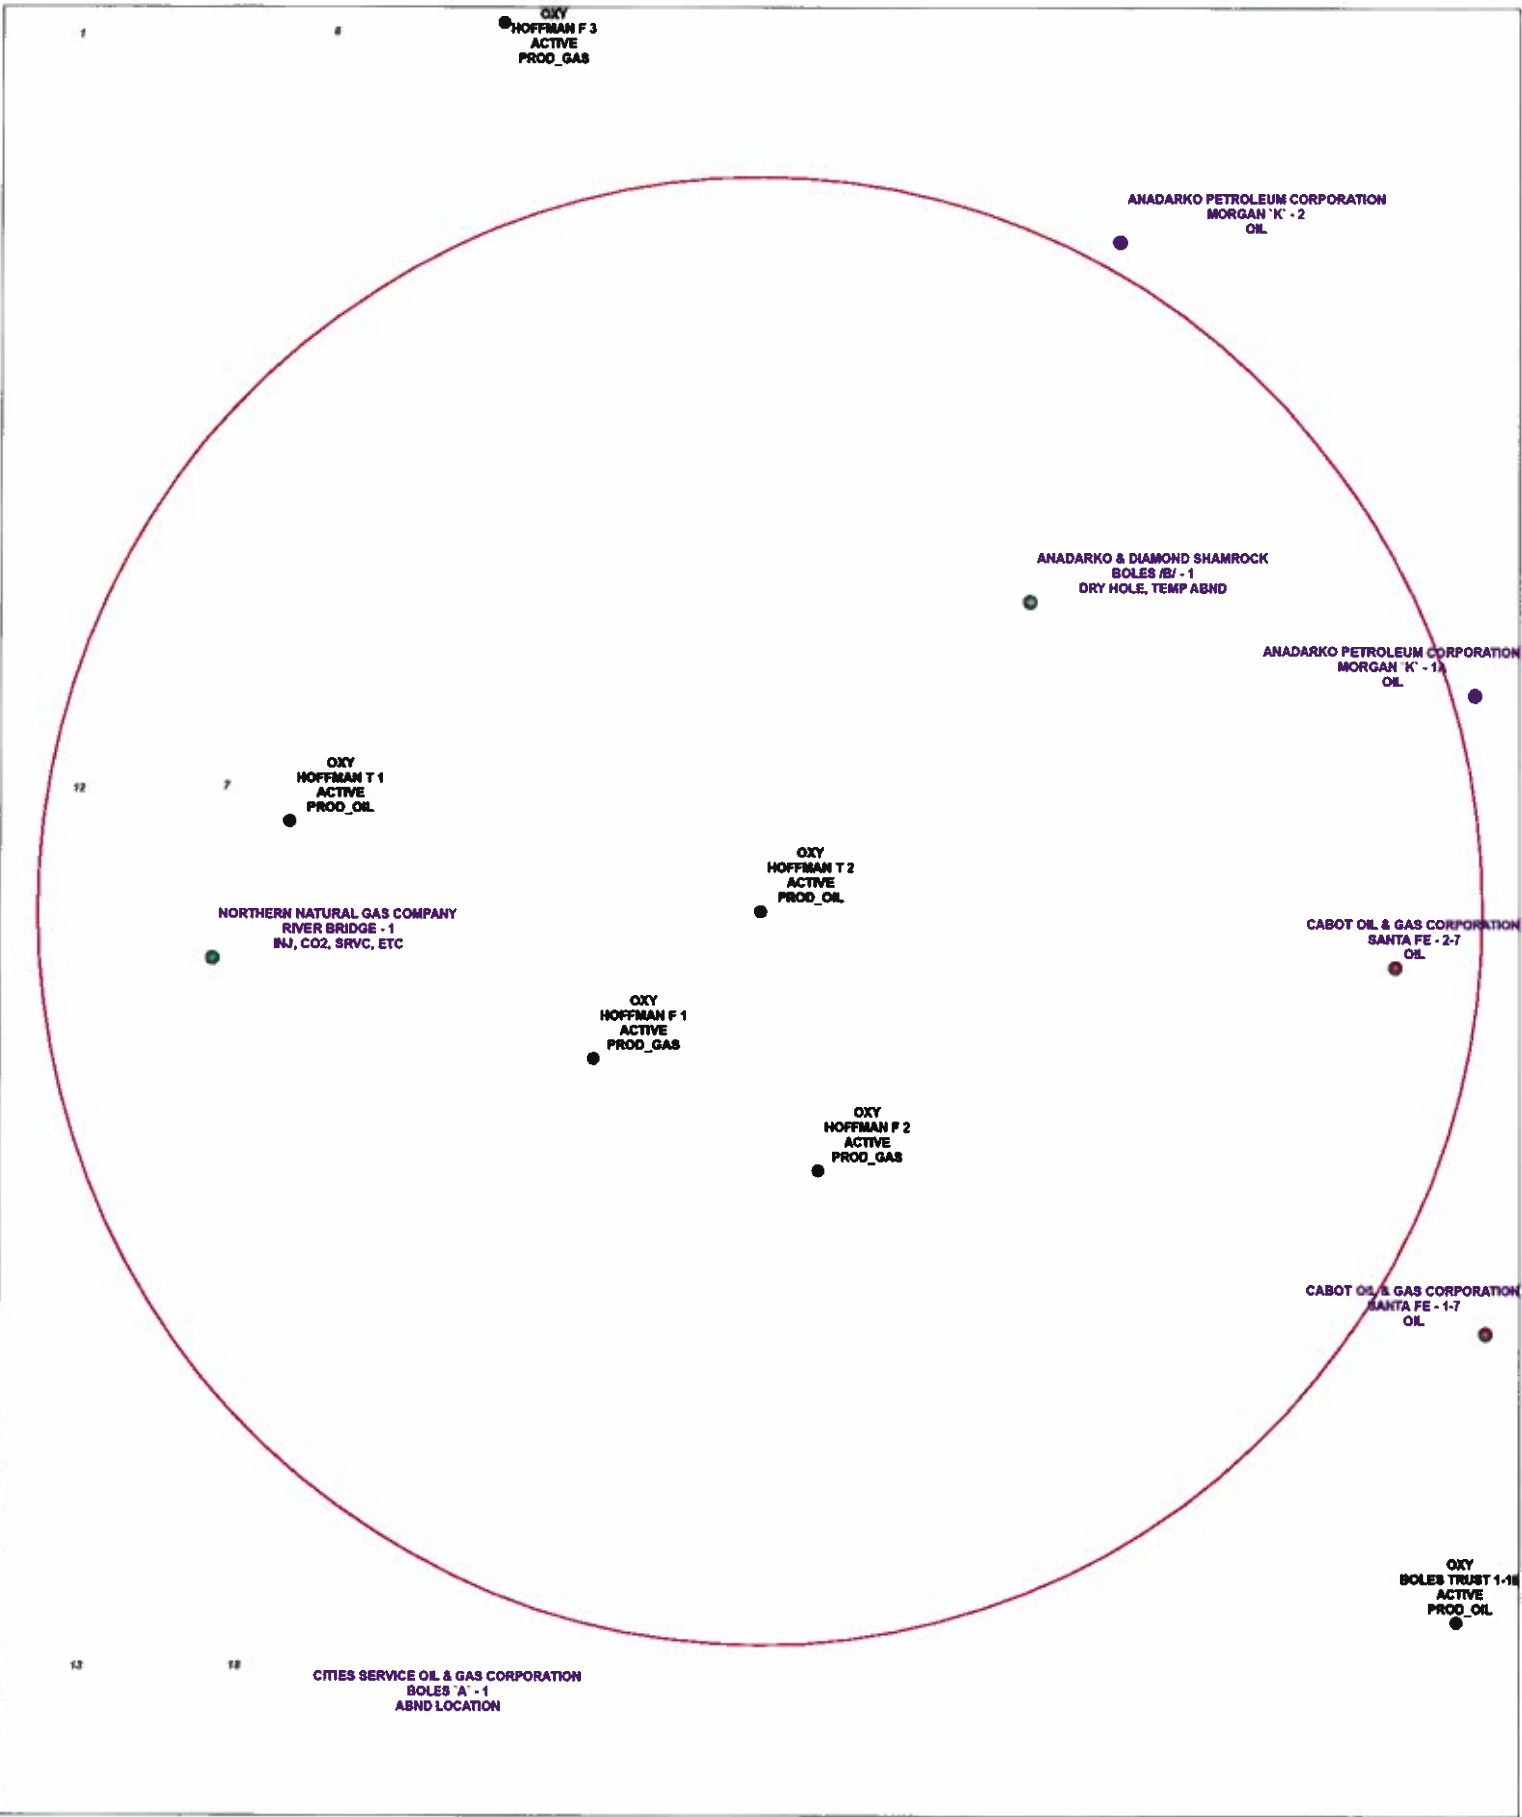 OXY
HOFFMAN F 3
ACTIVE
PROD_GAS
1
6
ANADARKO PETROLEUM CORPORATION
MORGAN `K` - 2
OIL
ANADARKO & DIAMOND SHAMROCK
BOLES /B/ - 1
DRY HOLE, TEMP ABND
ANADARKO PETROLEUM CORPORATION
MORGAN `K` - 1A
OIL
OXY
HOFFMAN T 1
ACTIVE
PROD_OIL
12
7
OXY
HOFFMAN T 2
ACTIVE
PROD_OIL
NORTHERN NATURAL GAS COMPANY
RIVER BRIDGE - 1
INJ, CO2, SRVC, ETC
CABOT OIL & GAS CORPORATION
SANTA FE - 2-7
OIL
OXY
HOFFMAN F 1
ACTIVE
PROD_GAS
OXY
HOFFMAN F 2
ACTIVE
PROD_GAS
CABOT OIL & GAS CORPORATION
SANTA FE - 1-7
OIL
OXY
BOLES TRUST
ACTIVE
PROD_OIL
13
18
CITIES SERVICE OIL & GAS CORPORATION
BOLES `A` - 1
ABND LOCATION